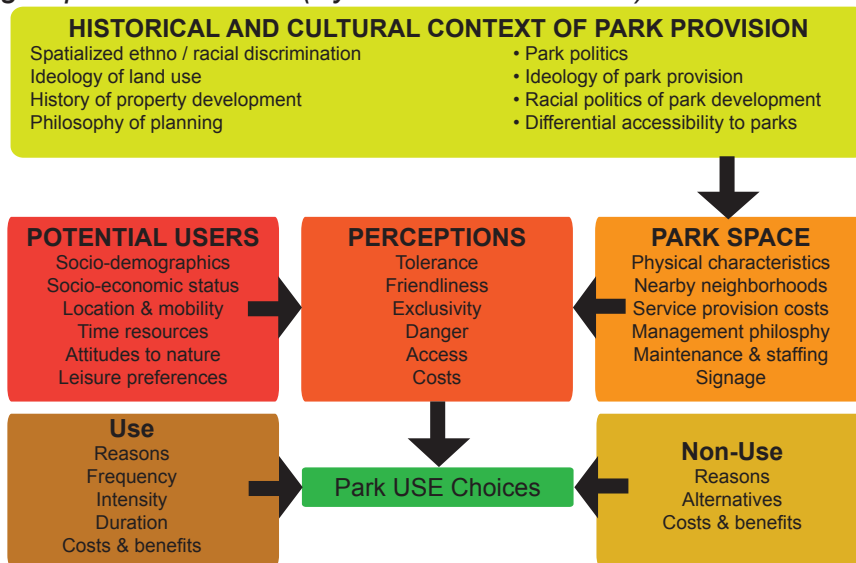 HISTORICAL AND CULTURAL CONTEXT OF PARK PROVISION
Spatialized ethno / racial discrimination
Ideology of land use
History of property development
Philosophy of planning
• Park politics
• Ideology of park provision
• Racial politics of park development
• Differential accessibility to parks
POTENTIAL USERS
Socio-demographics
Socio-economic status
Location & mobility
Time resources
Attitudes to nature
Leisure preferences
PERCEPTIONS
Tolerance
Friendliness
Exclusivity
Danger
Access
Costs
PARK SPACE
Physical characteristics
Nearby neighborhoods
Service provision costs
Management philosphy
Maintenance & staffing
Signage
Use
Reasons
Frequency
Intensity
Duration
Costs & benefits
Park USE Choices
Non-Use
Reasons
Alternatives
Costs & benefits